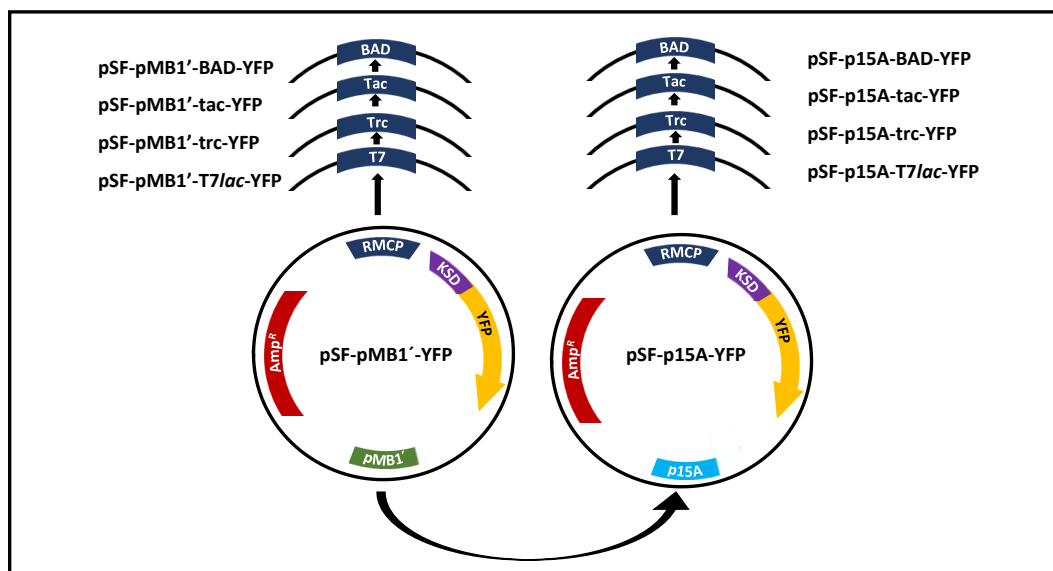 BAD
Tac
Trc
T7
pSF-pMB1’-BAD-YFP
pSF-pMB1’-tac-YFP
pSF-pMB1’-trc-YFP
pSF-pMB1’-T7lac-YFP
BAD
Tac
Trc
T7
pSF-p15A-BAD-YFP
pSF-p15A-tac-YFP
pSF-p15A-trc-YFP
pSF-p15A-T7lac-YFP
RMCP
KSD
YFP
AmpR
pSF-pMB1´-YFP
pMB1’
RMCP
KSD
YFP
AmpR
pSF-p15A-YFP
p15A